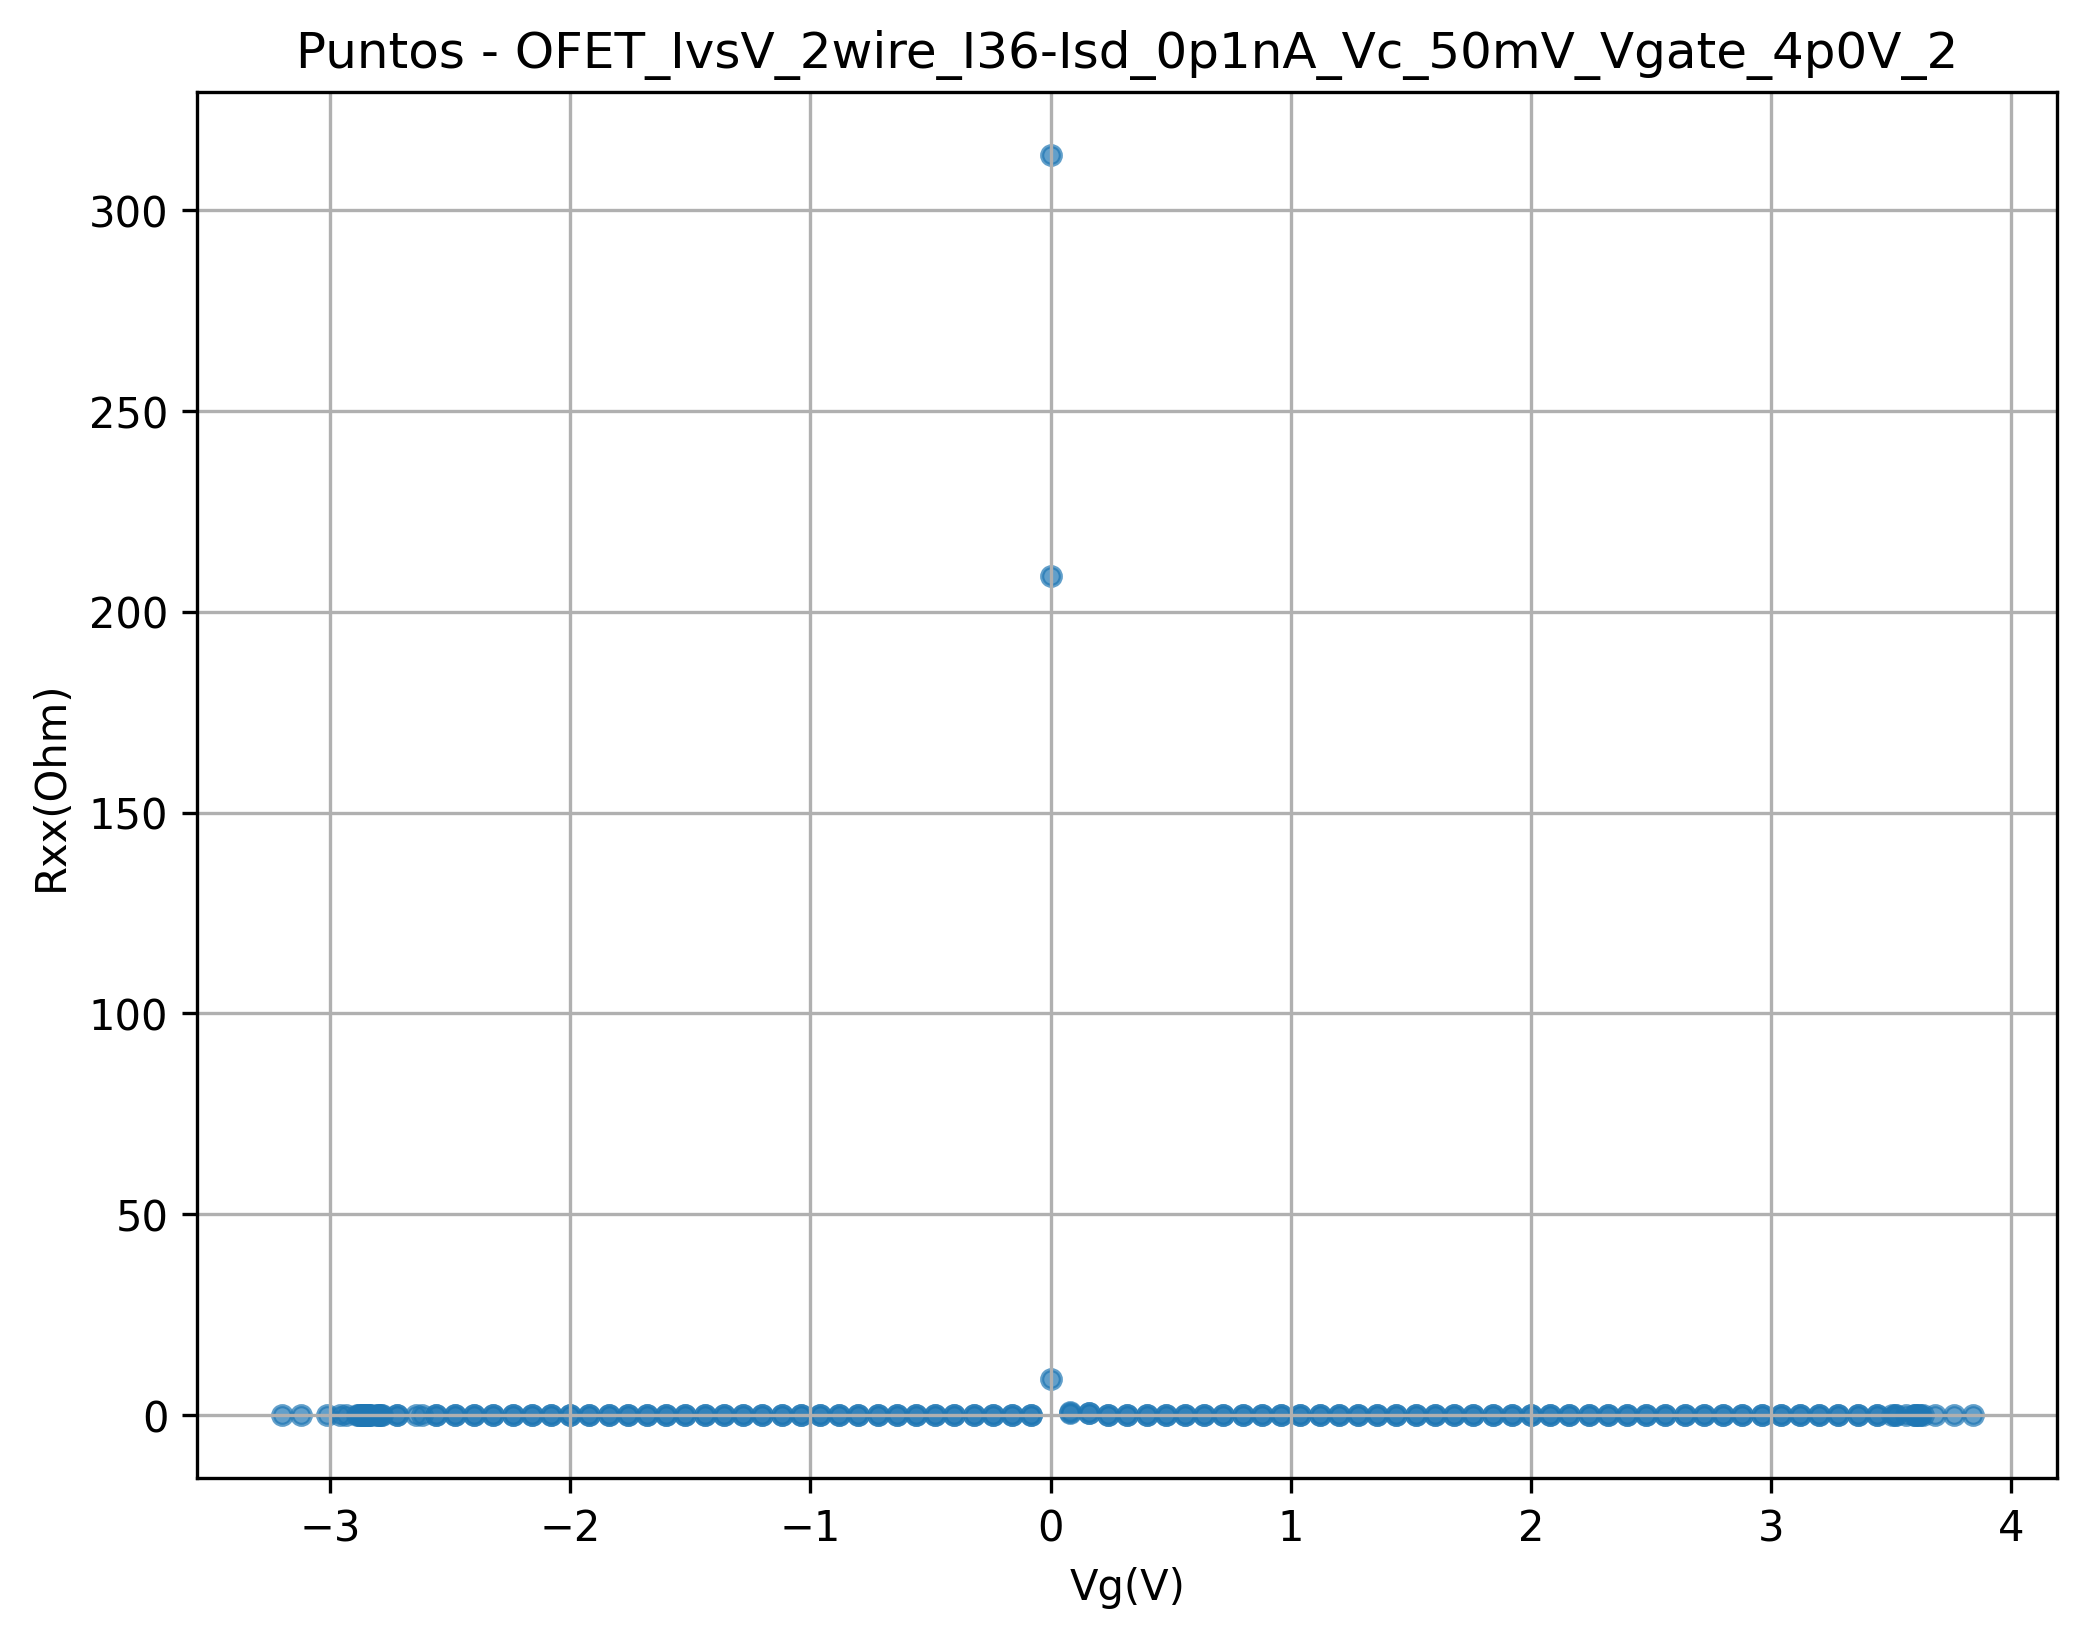 Puntos - OFET_IvsV_2wire_I36-Isd_0p1nA_Vc_50mV_Vgate_4p0V_2
300
250
200
150
100
50
0
Rxx(Ohm)
−3 −2 −1 0 1 2 3 4
Vg(V)